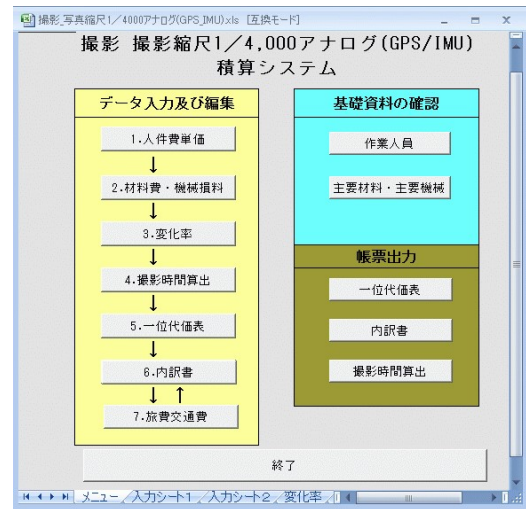 撮影_写真縮尺1/4000アナログ(GPS_IMU).xls [互換モード]
撮影 撮影縮尺1/4,000アナログ(GPS/IMU)
積算システム
データ入力及び編集
1.人件費単価
↓
2.材料費・機械損料
↓
3.変化率
↓
4.撮影時間算出
↓
5.一位代価表
↓
6.内訳書
↓ ↑
7.旅費交通費
基礎資料の確認
作業人員
主要材料・主要機械
帳票出力
一位代価表
内訳書
撮影時間算出
終了
メニュー 入力シート1 入力シート2 変化率